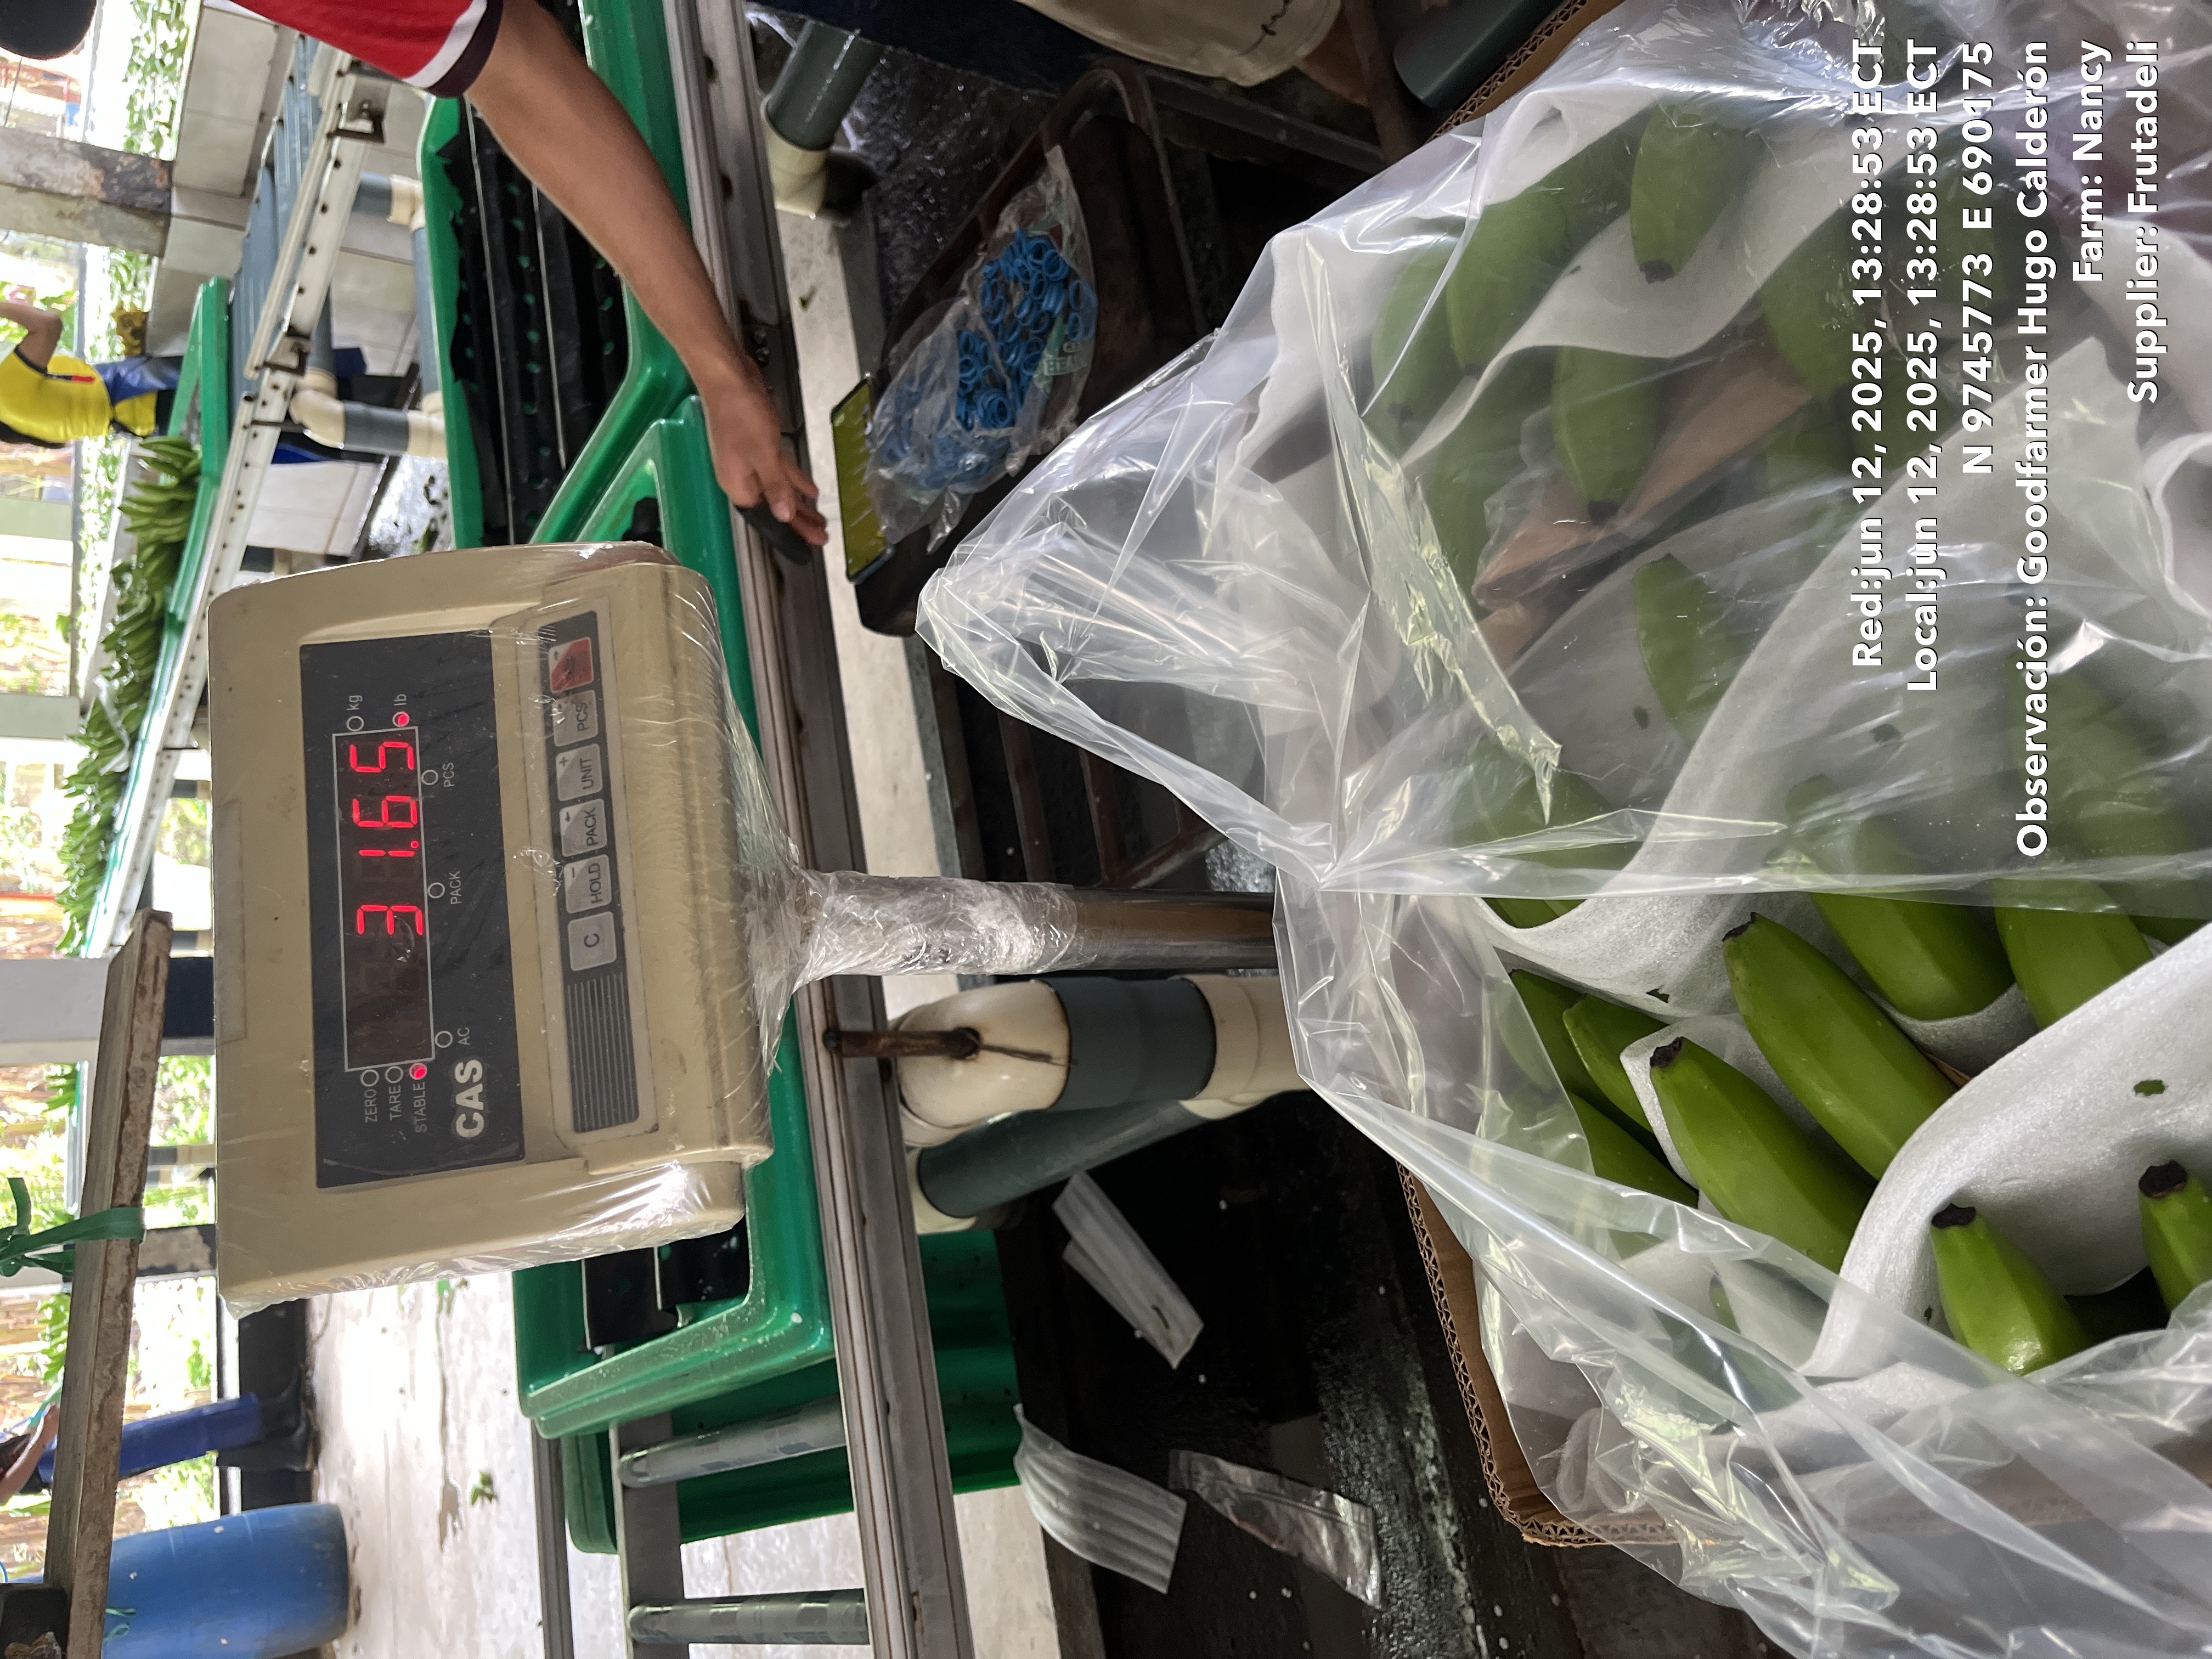 ZERO
TARE
STABLE
31.65
kg
lb
AC
PACK
PCS
CAS
C
HOLD
PACK
UNIT
PCS
Red:jun 12, 2025, 13:28:53 ECT
Local:jun 12, 2025, 13:28:53 ECT
N 9745773 E 690175
Observación: Goodfarmer Hugo Calderón
Farm: Nancy
Supplier: Frutadeli